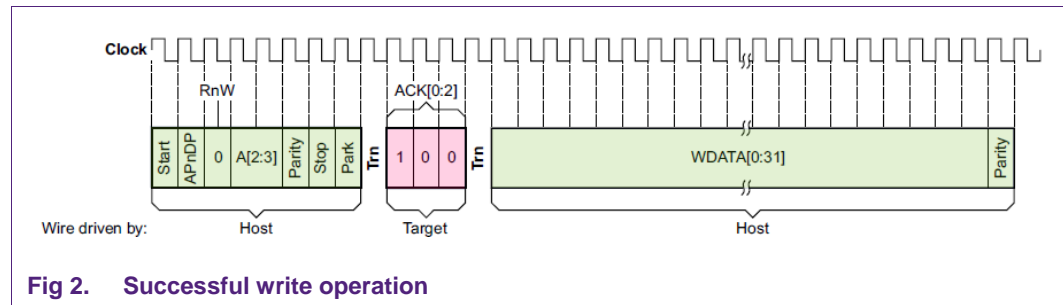 Clock
RnW
ACK[0:2]
Start APnDP 0 A[2:3] Parity Stop Park Trn 1 0 0 Trn WDATA[0:31] Parity
Wire driven by: Host Target Host
Fig 2. Successful write operation